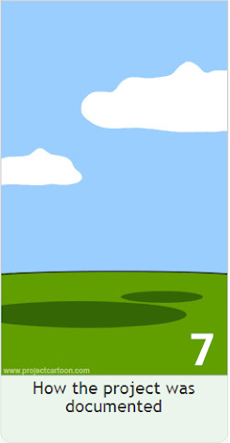 7
www.projectcartoon.com
How the project was
documented